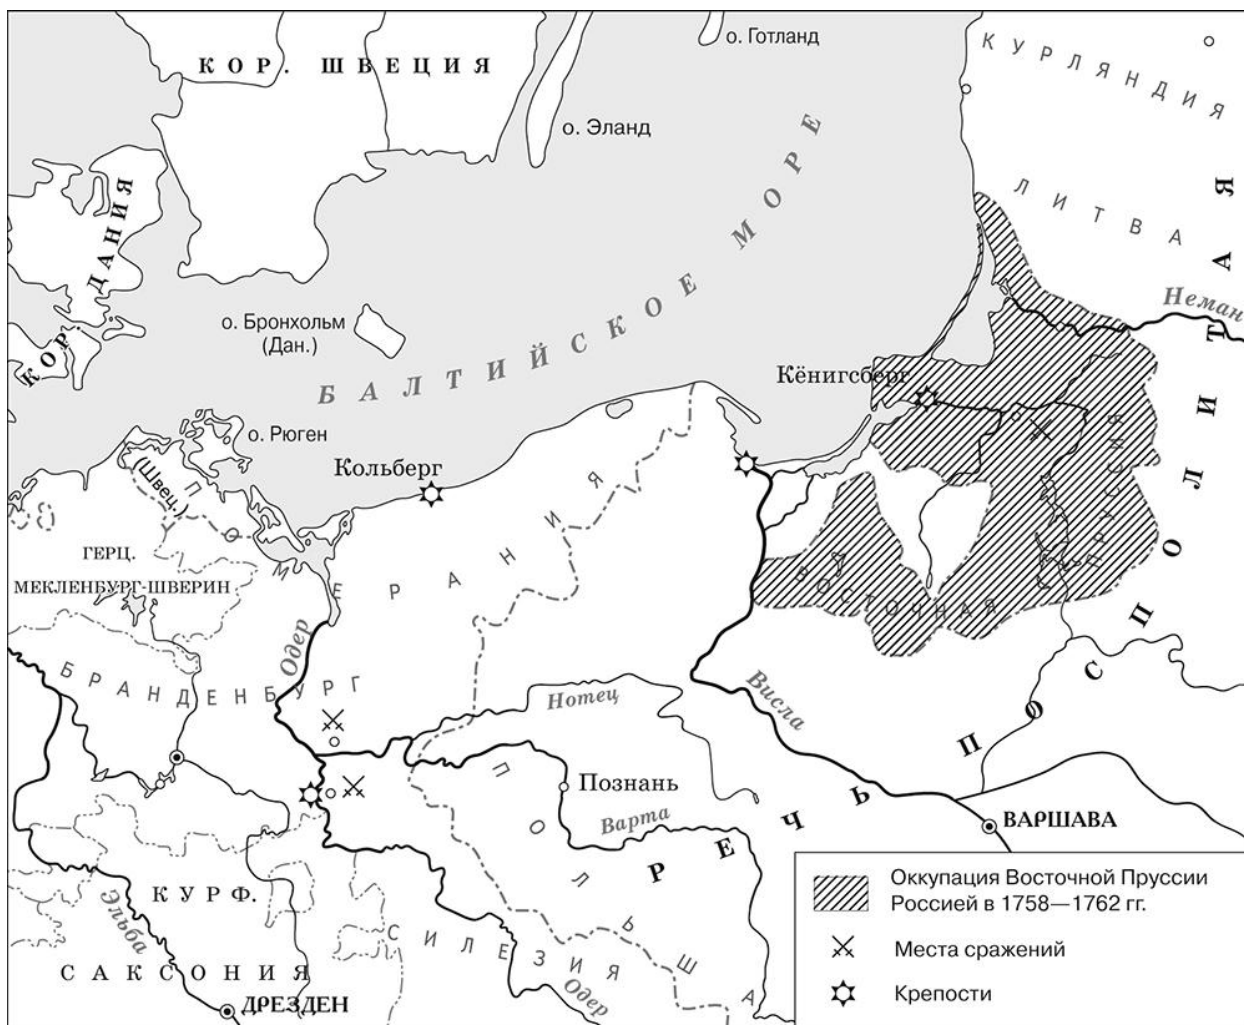 КОР. ШВЕЦИЯ
о. Готланд
КУРЛЯНДИЯ
о. Эланд
ЛИТВА
КОР. ДАНИЯ
БАЛТИЙСКОЕ МОРЕ
Неман
о. Бронхольм
(Дан.)
Кёнигсберг
о. Рюген
(Швец.)
Кольберг
ПОМЕРАНИЯ
ГЕРЦ.
МЕКЛЕНБУРГ-ШВЕРИН
ВОСТОЧНАЯ ПРУССИЯ
Одер
БРАНДЕНБУРГ
Нотец
Висла
РЕЧЬ ПОСПОЛИТАЯ
Познань
Варта
ПОЛЬША
ВАРШАВА
КУРФ.
САКСОНИЯ
Эльба
СИЛЕЗИЯ
Одер
ДРЕЗДЕН
Оккупация Восточной Пруссии
Россией в 1758—1762 гг.
Места сражений
Крепости